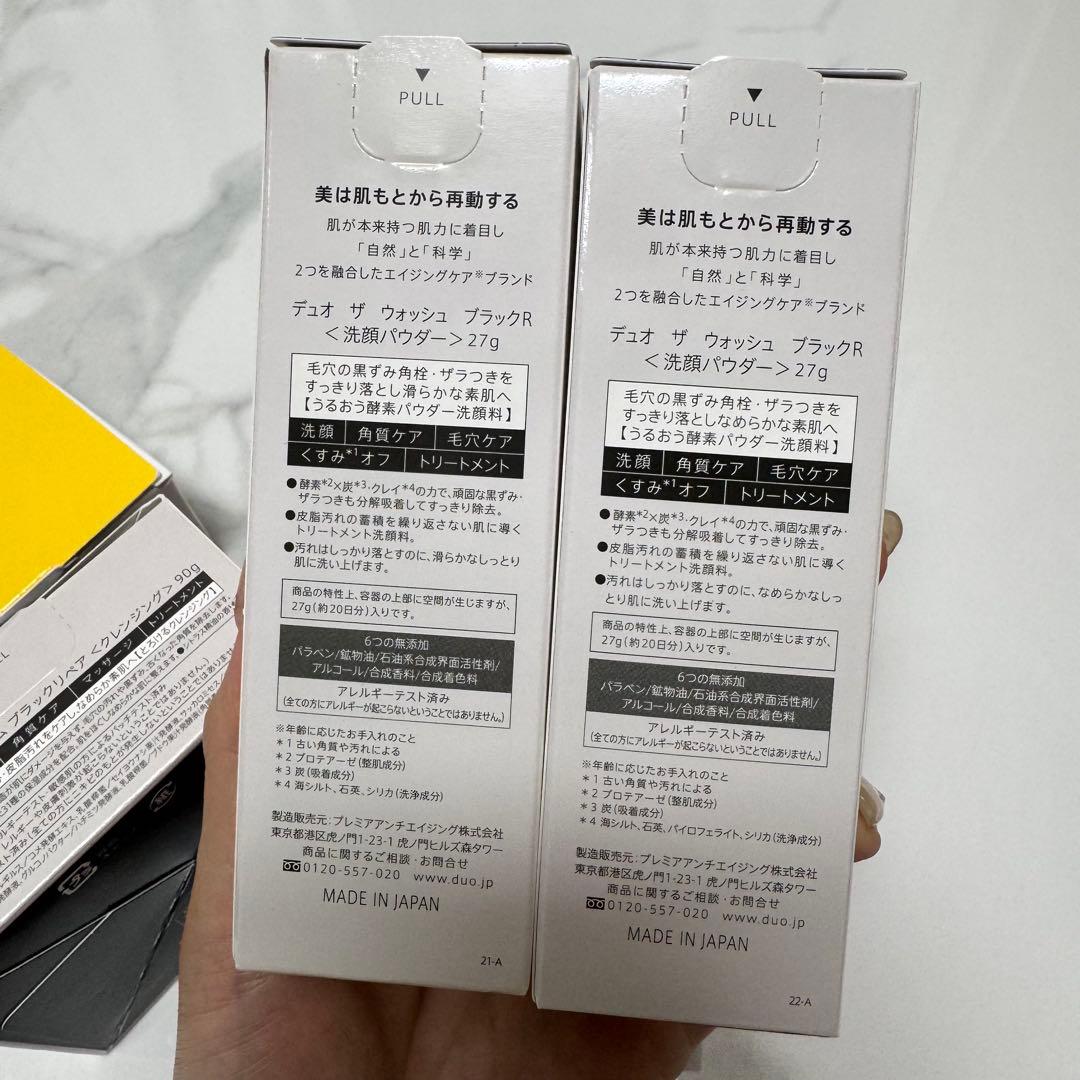 PULL
美は肌もとから再動する
肌が本来持つ肌力に着目し
「自然」と「科学」
2つを融合したエイジングケア※ブランド
デュオ ザ ウォッシュ ブラックR
＜洗顔パウダー＞27g
毛穴の黒ずみ角栓・ザラつきを
すっきり落とし滑らかな素肌へ
【うるおう酵素パウダー洗顔料】
洗顔 角質ケア 毛穴ケア
くすみ*1オフ トリートメント
●酵素*2×炭*3・クレイ*4の力で、頑固な黒ずみ・
ザラつきも分解吸着してすっきり除去。
●皮脂汚れの蓄積を繰り返さない肌に導く
トリートメント洗顔料。
●汚れはしっかり落とすのに、滑らかなしっとり
肌に洗い上げます。
商品の特性上、容器の上部に空間が生じますが、
27g(約20日分)入りです。
6つの無添加
パラベン/鉱物油/石油系合成界面活性剤/
アルコール/合成香料/合成着色料
アレルギーテスト済み
(全ての方にアレルギーが起こらないということではありません。)
※年齢に応じたお手入れのこと
*1 古い角質や汚れによる
*2 プロテアーゼ(整肌成分)
*3 炭(吸着成分)
*4 海シルト、石英、シリカ(洗浄成分)
製造販売元：プレミアアンチエイジング株式会社
東京都港区虎ノ門1-23-1 虎ノ門ヒルズ森タワー
商品に関するご相談・お問合せ
0120-557-020 www.duo.jp
MADE IN JAPAN
21-A
PULL
美は肌もとから再動する
肌が本来持つ肌力に着目し
「自然」と「科学」
2つを融合したエイジングケア※ブランド
デュオ ザ ウォッシュ ブラックR
＜洗顔パウダー＞27g
毛穴の黒ずみ角栓・ザラつきを
すっきり落としなめらかな素肌へ
【うるおう酵素パウダー洗顔料】
洗顔 角質ケア 毛穴ケア
くすみ*1オフ トリートメント
●酵素*2×炭*3・クレイ*4の力で、頑固な黒ずみ・
ザラつきも分解吸着してすっきり除去。
●皮脂汚れの蓄積を繰り返さない肌に導く
トリートメント洗顔料。
●汚れはしっかり落とすのに、なめらかなしっ
とり肌に洗い上げます。
商品の特性上、容器の上部に空間が生じますが、
27g(約20日分)入りです。
6つの無添加
パラベン/鉱物油/石油系合成界面活性剤/
アルコール/合成香料/合成着色料
アレルギーテスト済み
(全ての方にアレルギーが起こらないということではありません。)
※年齢に応じたお手入れのこと
*1 古い角質や汚れによる
*2 プロテアーゼ(整肌成分)
*3 炭(吸着成分)
*4 海シルト、石英、パイロフェライト、シリカ(洗浄成分)
製造販売元：プレミアアンチエイジング株式会社
東京都港区虎ノ門1-23-1 虎ノ門ヒルズ森タワー
商品に関するご相談・お問合せ
0120-557-020 www.duo.jp
MADE IN JAPAN
22-A
ブラックリペア＜クレンジング＞90g
角質ケア マッサージ トリートメント